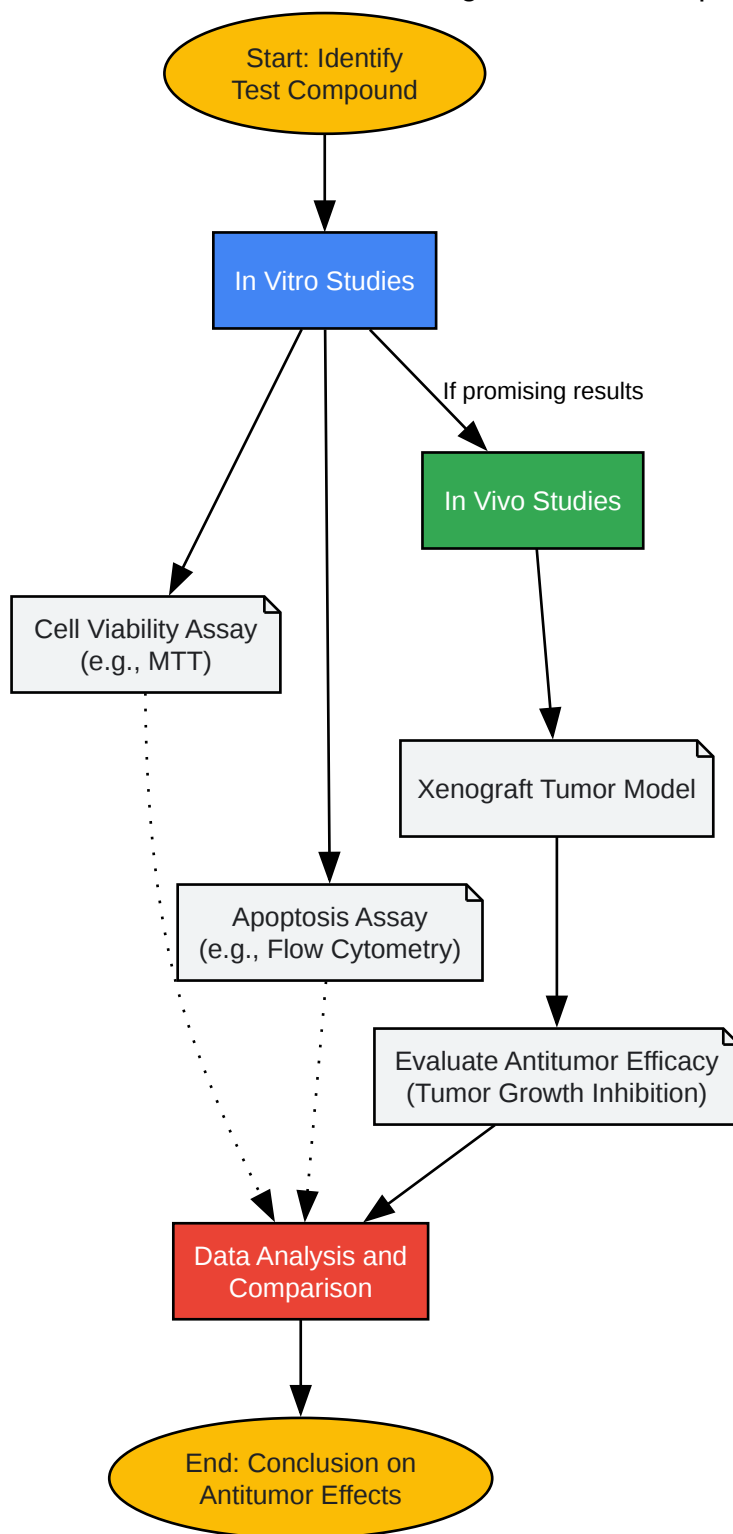 Start: Identify
Test Compound
In Vitro Studies
If promising results
In Vivo Studies
Cell Viability Assay
(e.g., MTT)
Xenograft Tumor Model
Apoptosis Assay
(e.g., Flow Cytometry)
Evaluate Antitumor Efficacy
(Tumor Growth Inhibition)
Data Analysis and
Comparison
End: Conclusion on
Antitumor Effects